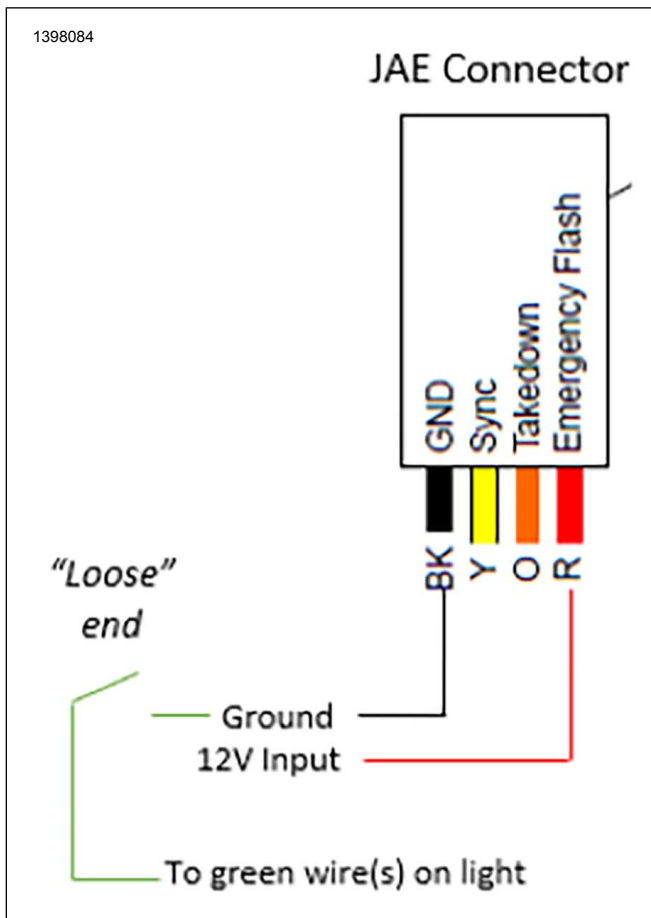 1398084
JAE Connector
GND
Sync
Takedown
Emergency Flash
BK
Y
O
R
"Loose"
end
Ground
12V Input
To green wire(s) on light